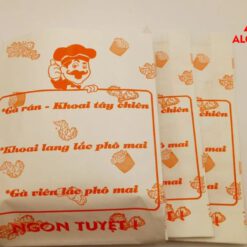 *Gà rán - Khoai tây chiên
*Khoai lang lắc phô mai
*Gà viên lắc phô mai
NGON TUYỆT !